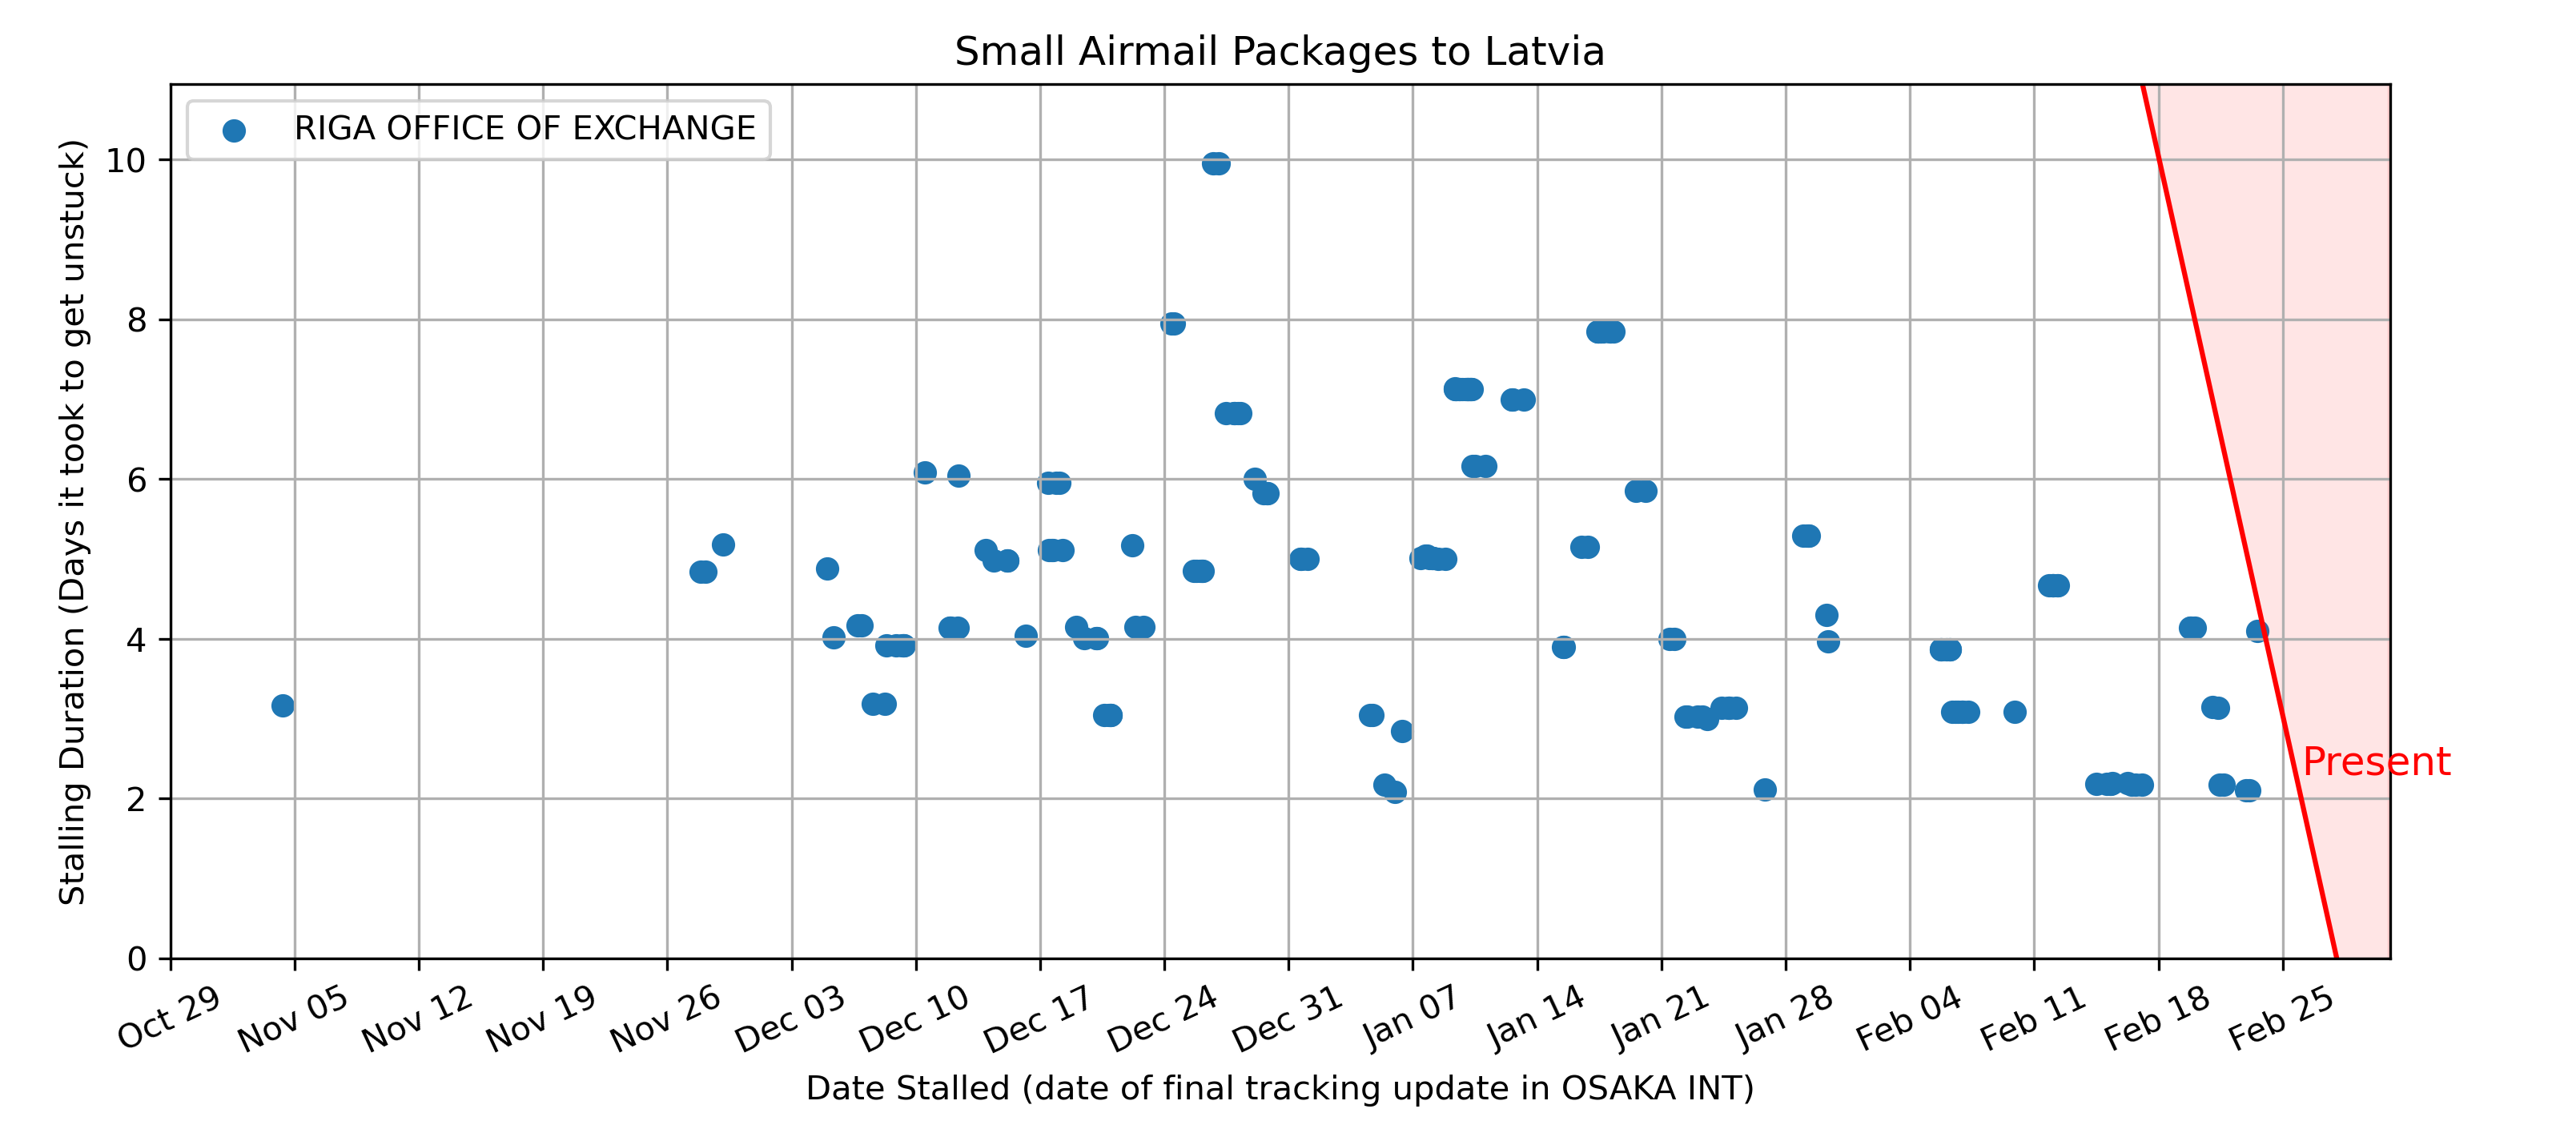 Small Airmail Packages to Latvia
RIGA OFFICE OF EXCHANGE
Stalling Duration (Days it took to get unstuck)
10
8
6
4
2
0
Present
Oct 29
Nov 05
Nov 12
Nov 19
Nov 26
Dec 03
Dec 10
Dec 17
Dec 24
Dec 31
Jan 07
Jan 14
Jan 21
Jan 28
Feb 04
Feb 11
Feb 18
Feb 25
Date Stalled (date of final tracking update in OSAKA INT)